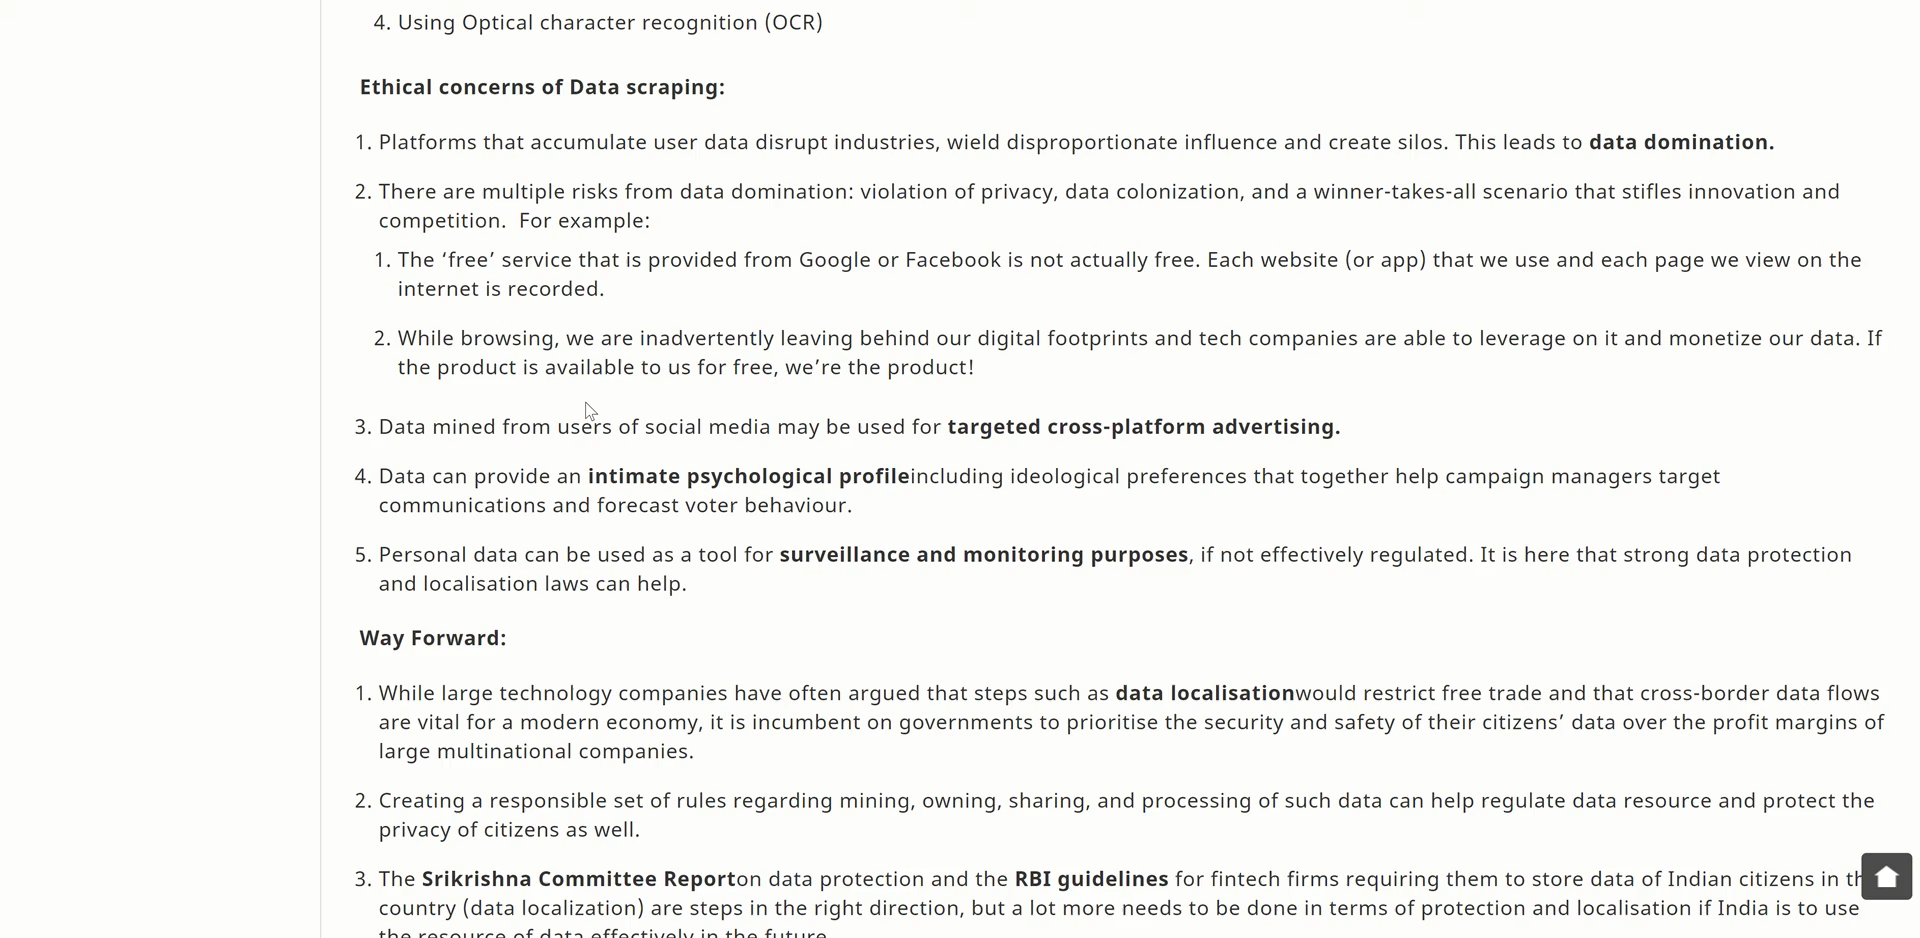 4. Using Optical character recognition (OCR)
Ethical concerns of Data scraping:
1. Platforms that accumulate user data disrupt industries, wield disproportionate influence and create silos. This leads to data domination.
2. There are multiple risks from data domination: violation of privacy, data colonization, and a winner-takes-all scenario that stifles innovation and
competition.  For example:
1. The ‘free’ service that is provided from Google or Facebook is not actually free. Each website (or app) that we use and each page we view on the
internet is recorded.
2. While browsing, we are inadvertently leaving behind our digital footprints and tech companies are able to leverage on it and monetize our data. If
the product is available to us for free, we’re the product!
3. Data mined from users of social media may be used for targeted cross-platform advertising.
4. Data can provide an intimate psychological profileincluding ideological preferences that together help campaign managers target
communications and forecast voter behaviour.
5. Personal data can be used as a tool for surveillance and monitoring purposes, if not effectively regulated. It is here that strong data protection
and localisation laws can help.
Way Forward:
1. While large technology companies have often argued that steps such as data localisationwould restrict free trade and that cross-border data flows
are vital for a modern economy, it is incumbent on governments to prioritise the security and safety of their citizens’ data over the profit margins of
large multinational companies.
2. Creating a responsible set of rules regarding mining, owning, sharing, and processing of such data can help regulate data resource and protect the
privacy of citizens as well.
3. The Srikrishna Committee Reporton data protection and the RBI guidelines for fintech firms requiring them to store data of Indian citizens in th
country (data localization) are steps in the right direction, but a lot more needs to be done in terms of protection and localisation if India is to use
the resource of data effectively in the future